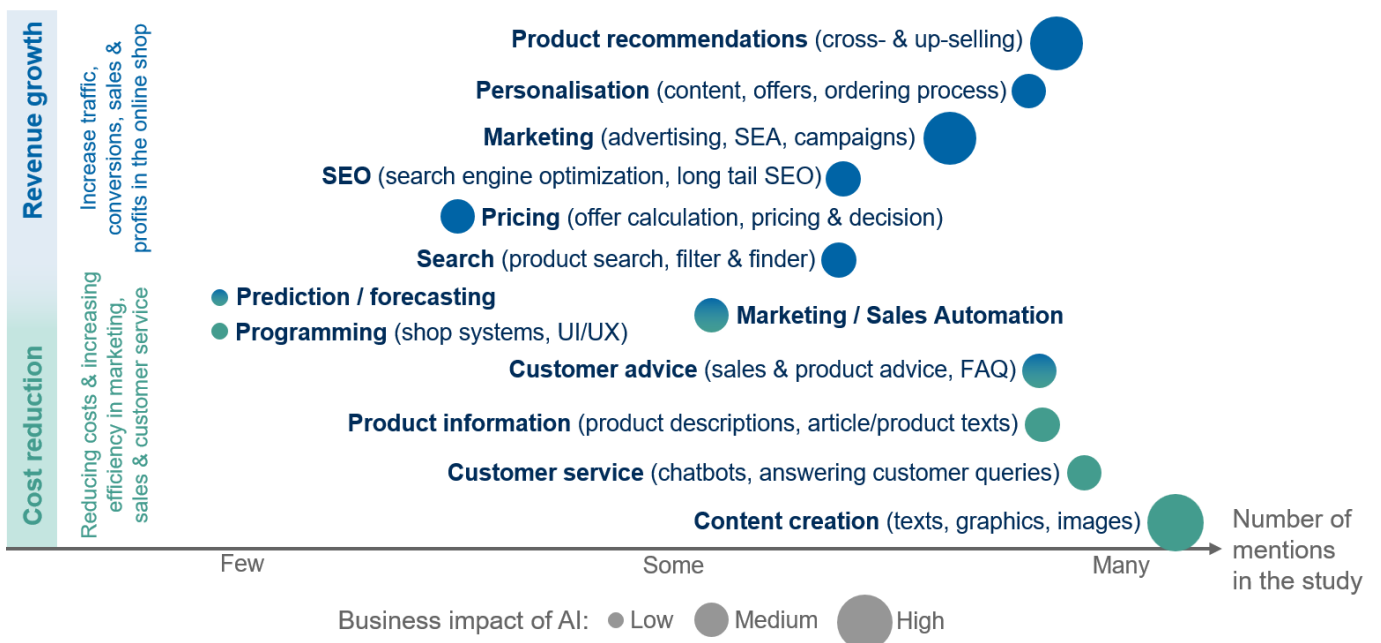 Revenue growth
Increase traffic,
conversions, sales &
profits in the online shop
Product recommendations (cross- & up-selling)
Personalisation (content, offers, ordering process)
Marketing (advertising, SEA, campaigns)
SEO (search engine optimization, long tail SEO)
Pricing (offer calculation, pricing & decision)
Search (product search, filter & finder)
Cost reduction
Reducing costs & increasing
efficiency in marketing,
sales & customer service
Prediction / forecasting
Marketing / Sales Automation
Programming (shop systems, UI/UX)
Customer advice (sales & product advice, FAQ)
Product information (product descriptions, article/product texts)
Customer service (chatbots, answering customer queries)
Content creation (texts, graphics, images)
Number of
mentions
in the study
Few Some Many
Business impact of AI: Low Medium High